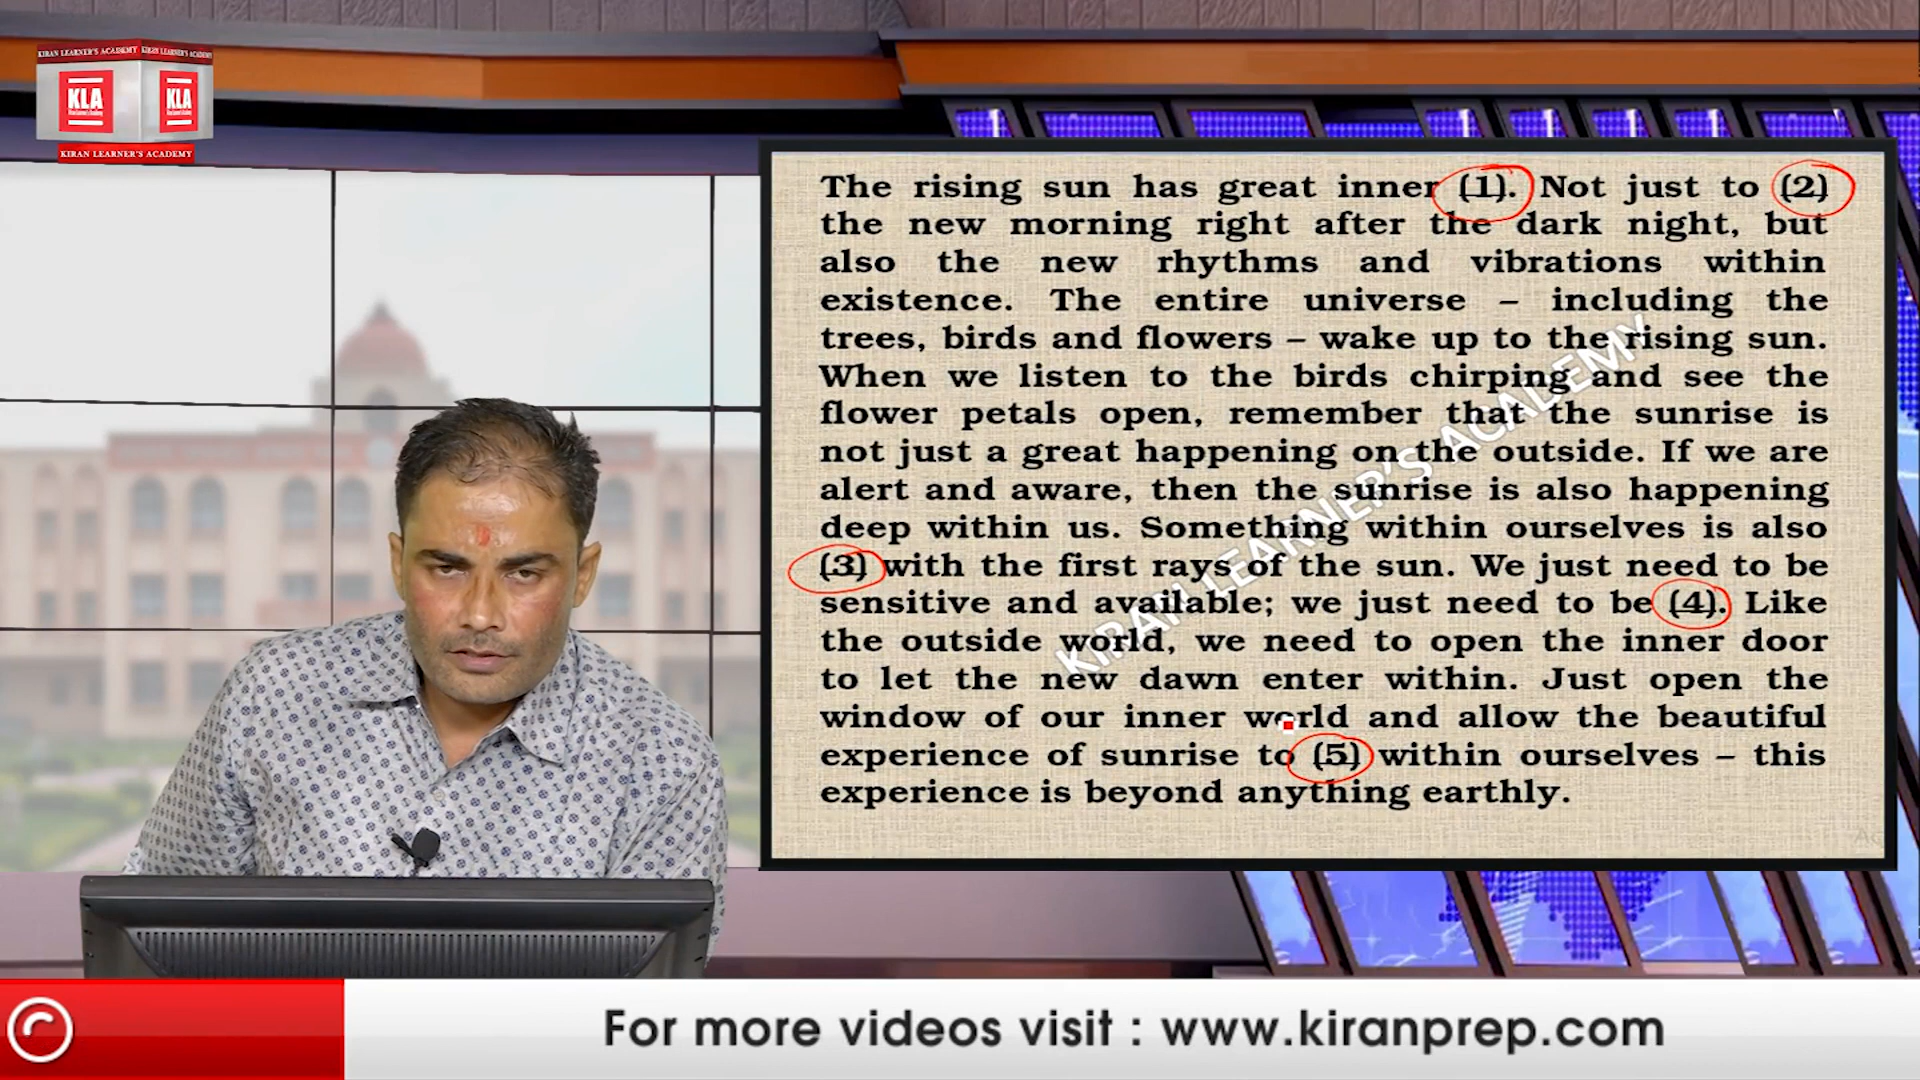 KIRAN LEARNER'S ACADEMY KIRAN LEARNER'S ACADEMY
KLA KLA
KIRAN LEARNER'S ACADEMY
The rising sun has great inner (1). Not just to (2)
the new morning right after the dark night, but
also the new rhythms and vibrations within
existence. The entire universe – including the
trees, birds and flowers – wake up to the rising sun.
When we listen to the birds chirping and see the
flower petals open, remember that the sunrise is
not just a great happening on the outside. If we are
alert and aware, then the sunrise is also happening
deep within us. Something within ourselves is also
(3) with the first rays of the sun. We just need to be
sensitive and available; we just need to be (4). Like
the outside world, we need to open the inner door
to let the new dawn enter within. Just open the
window of our inner world and allow the beautiful
experience of sunrise to (5) within ourselves – this
experience is beyond anything earthly.
KIRAN LEARNER'S ACADEMY
For more videos visit : www.kiranprep.com